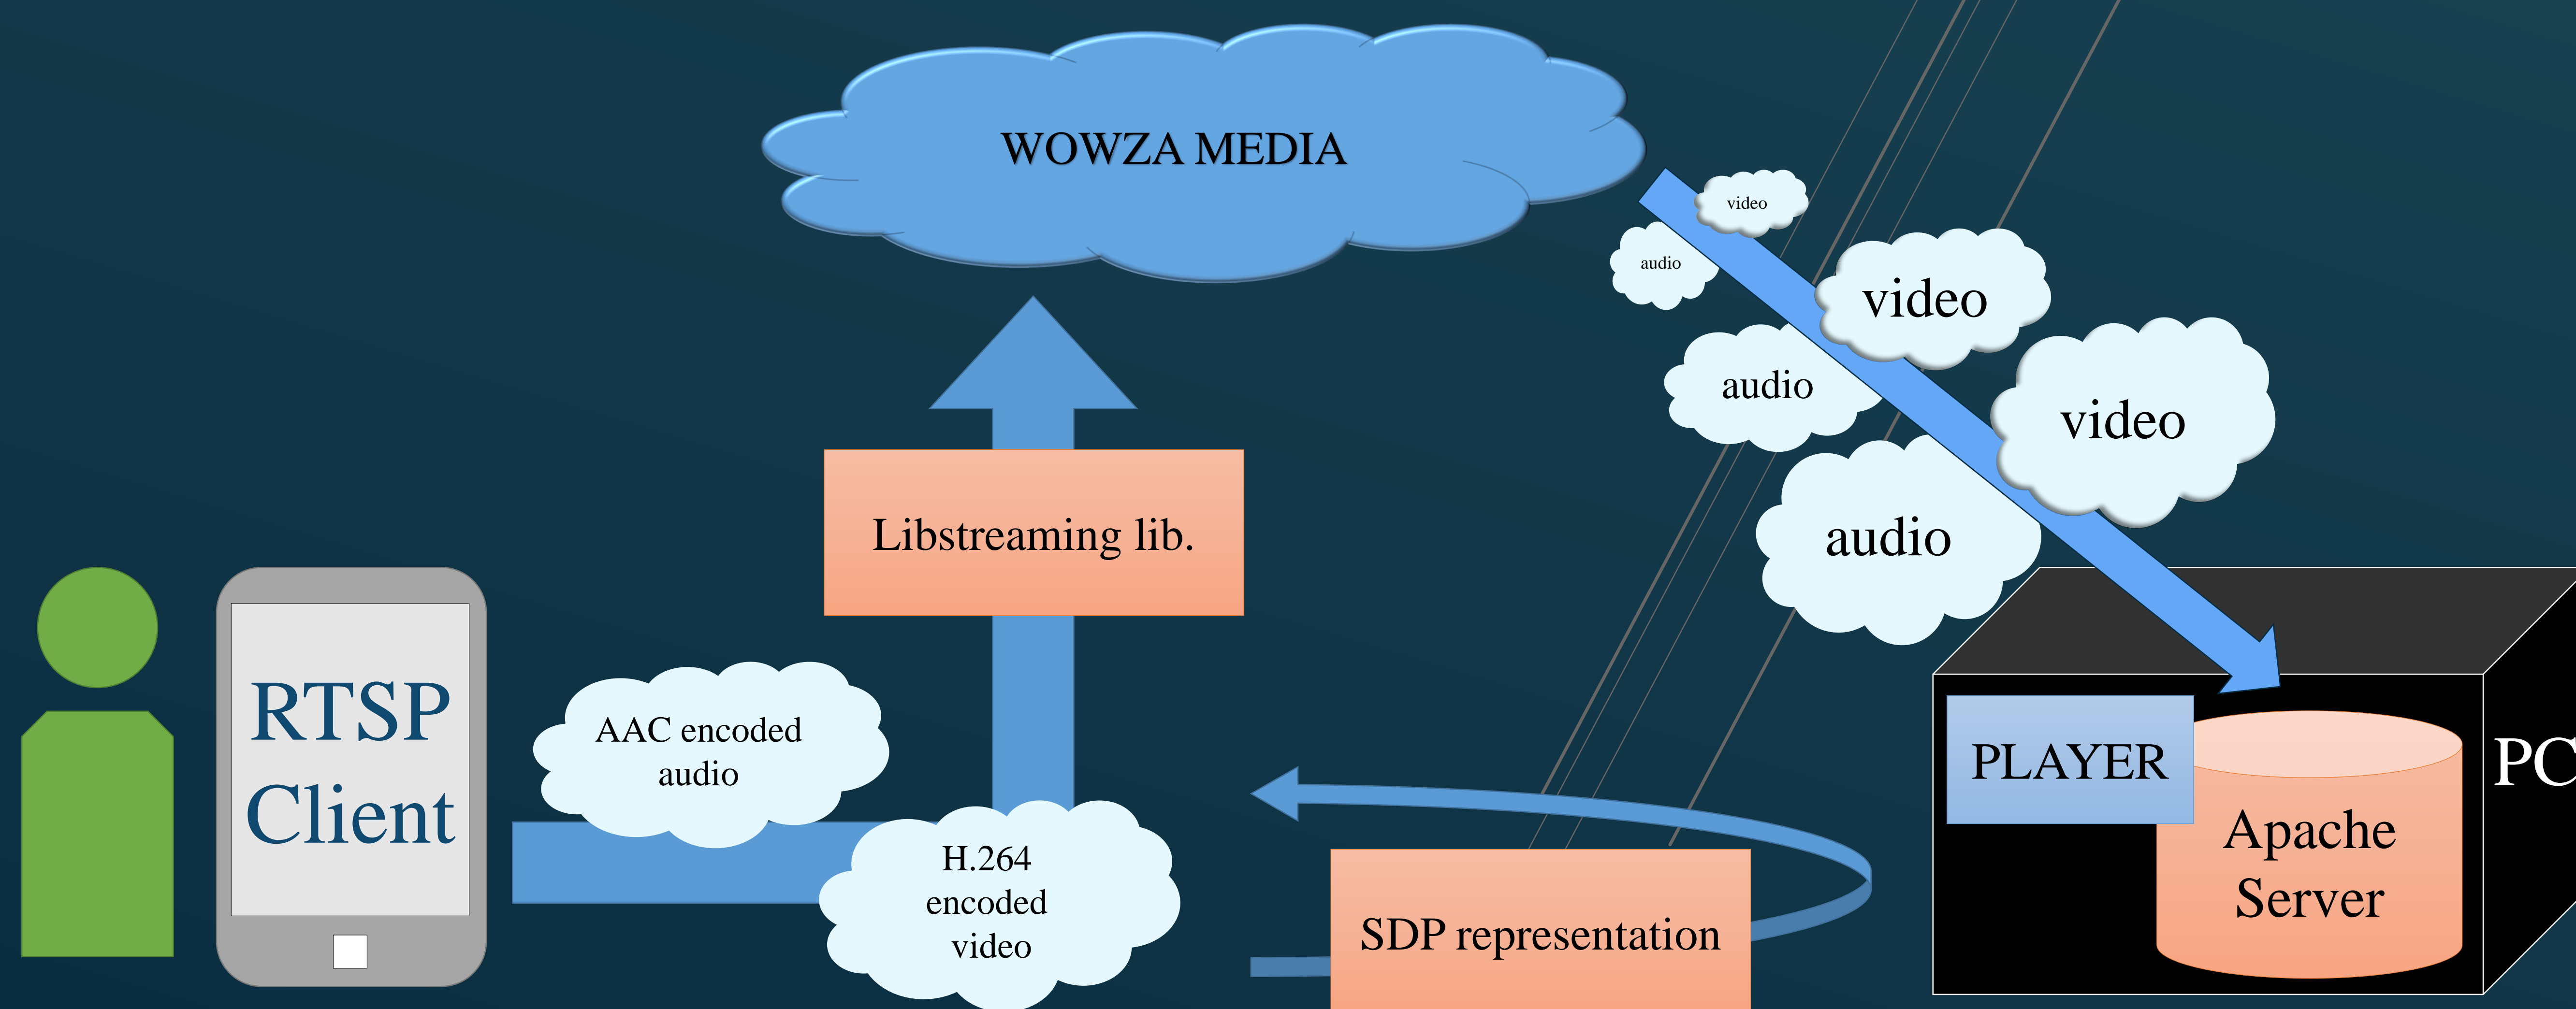 WOWZA MEDIA
video
audio
video
audio
video
audio
Libstreaming lib.
RTSP
Client
AAC encoded
audio
H.264
encoded
video
SDP representation
PLAYER
Apache
Server
PC